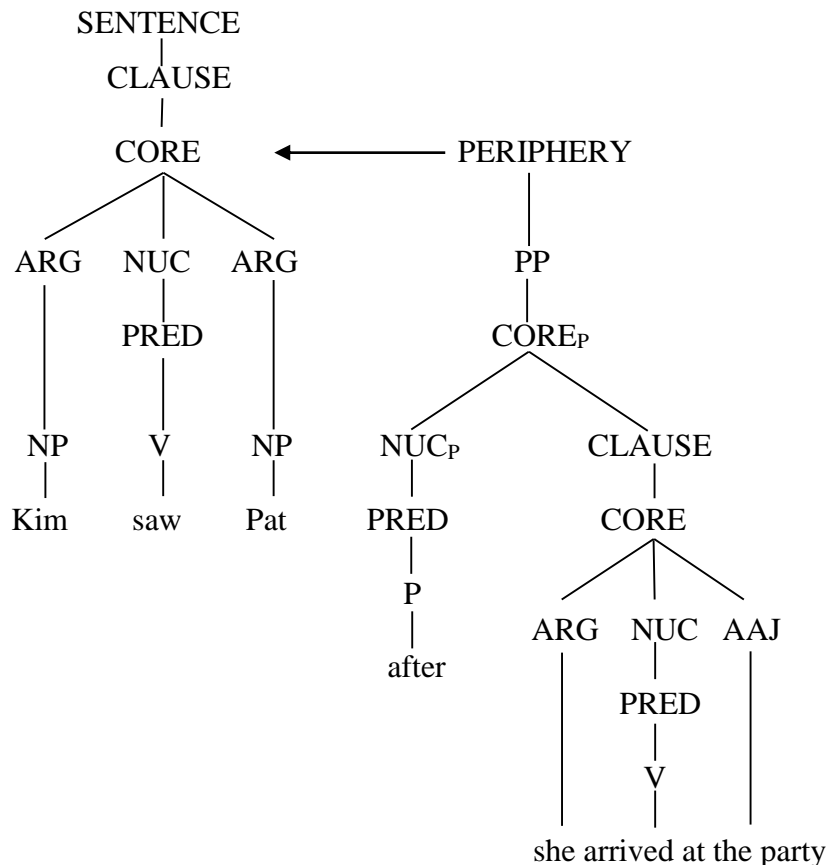 SENTENCE
CLAUSE
CORE PERIPHERY
ARG NUC ARG PP
PRED COREP
NP V NP NUCP CLAUSE
Kim saw Pat PRED CORE
P
ARG NUC AAJ
after
PRED
V
she arrived at the party